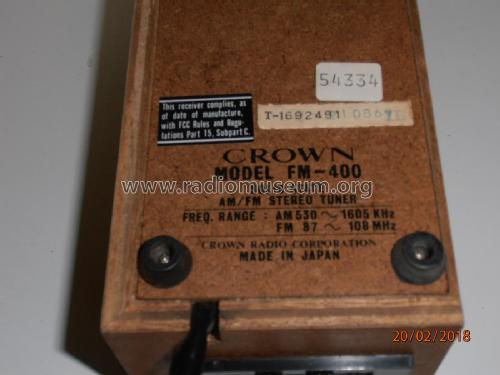 54334
This receiver complies, as
of date of manufacture,
with FCC Rules and Regu-
lations Part 15, Subpart C.
CROWN
MODEL FM-400
www.radiomuseum.org
AM/FM STEREO TUNER
FREQ. RANGE : AM 530 ~ 1605 KHz
FM 87 ~ 108 MHz
CROWN RADIO CORPORATION
MADE IN JAPAN
20/02/2018